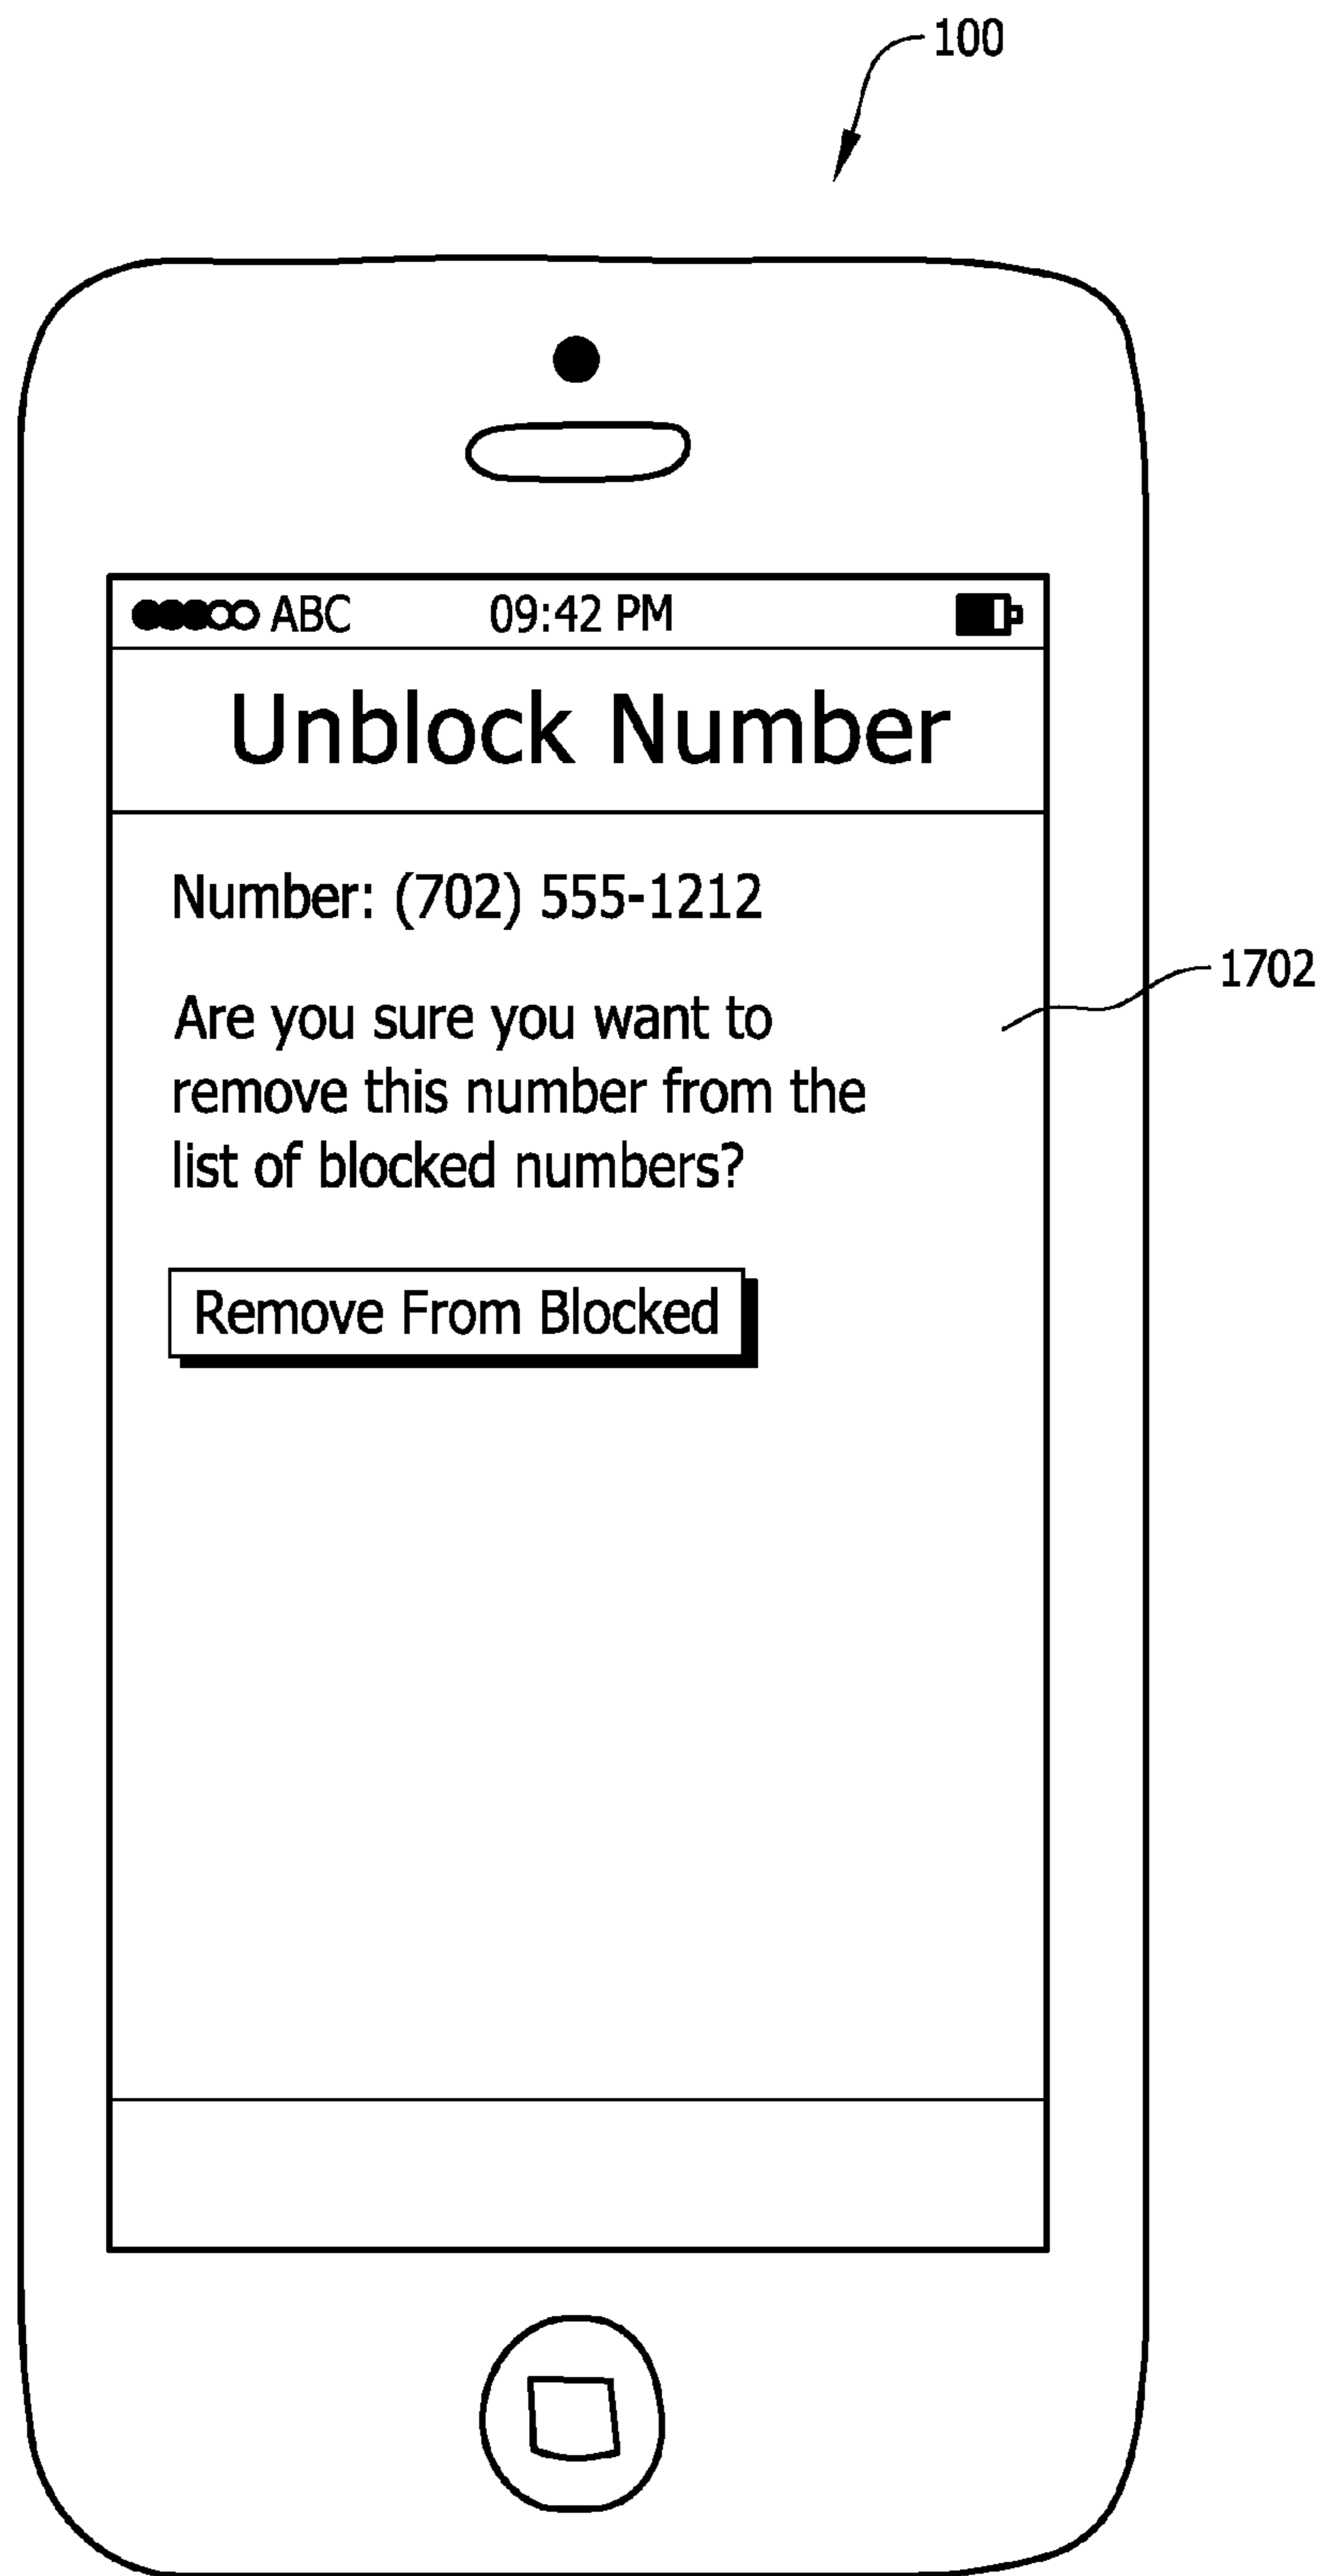 100
ABC 09:42 PM
Unblock Number
Number: (702) 555-1212
1702
Are you sure you want to
remove this number from the
list of blocked numbers?
Remove From Blocked